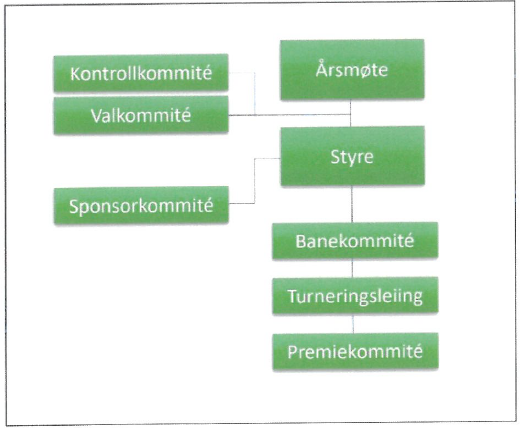 Kontrollkommité
Årsmøte
Valkommité
Styre
Sponsorkommité
Banekommité
Turneringsleiing
Premiekommité